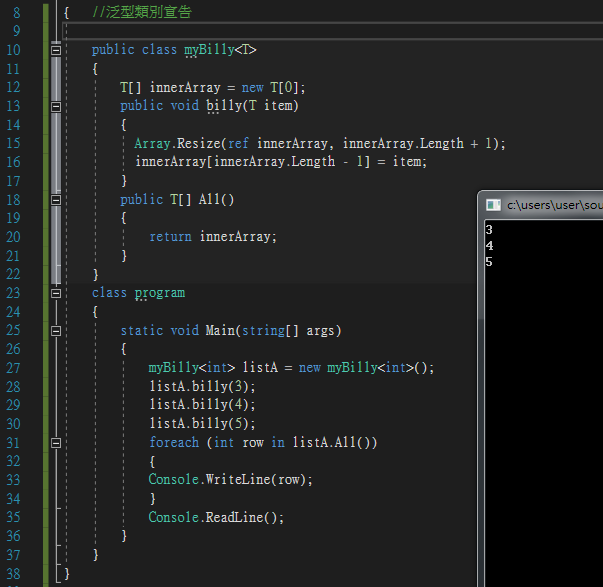 8 { //泛型類別宣告
9
10 public class myBilly<T>
11 {
12 T[] innerArray = new T[0];
13 public void billy(T item)
14 {
15 Array.Resize(ref innerArray, innerArray.Length + 1);
16 innerArray[innerArray.Length - 1] = item;
17 }
18 public T[] All()
19 {
20 return innerArray;
21 }
22 }
23 class program
24 {
25 static void Main(string[] args)
26 {
27 myBilly<int> listA = new myBilly<int>();
28 listA.billy(3);
29 listA.billy(4);
30 listA.billy(5);
31 foreach (int row in listA.All())
32 {
33 Console.WriteLine(row);
34 }
35 Console.ReadLine();
36 }
37 }
38 }
c:\users\user\sou
3
4
5